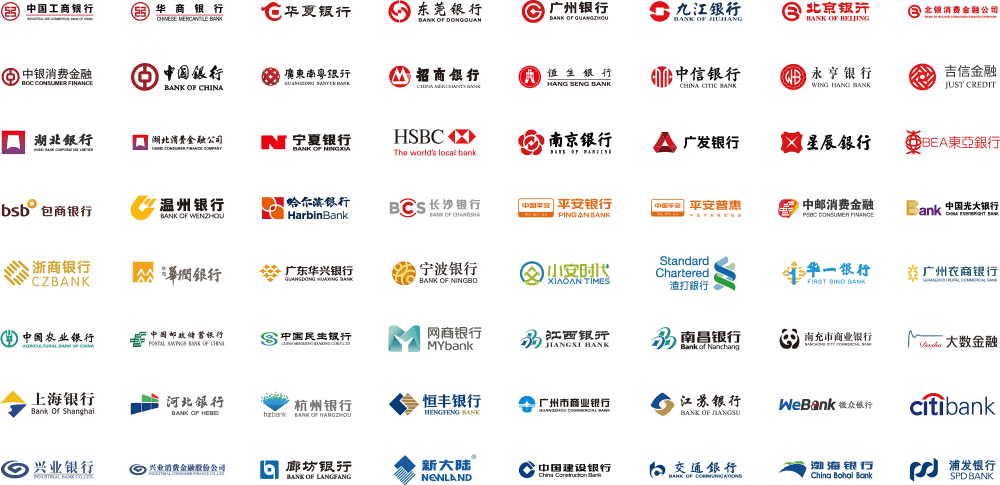 中国工商银行
INDUSTRIAL AND COMMERCIAL BANK OF CHINA
华商银行
CHINESE MERCANTILE BANK
华夏银行
东莞银行
BANK OF DONGGUAN
广州银行
BANK OF GUANGZHOU
九江银行
BANK OF JIUJIANG
北京银行
BANK OF BEIJING
北银消费金融公司
BANK OF BEIJING CONSUMER FINANCE COMPANY
中银消费金融
BOC CONSUMER FINANCE
中国银行
BANK OF CHINA
廣東南粤银行
GUANGDONG NANYUE BANK
招商银行
CHINA MERCHANTS BANK
恒生银行
HANG SENG BANK
中信银行
CHINA CITIC BANK
永亨银行
WING HANG BANK
吉信金融
JUST CREDIT
湖北银行
HUBEI BANK CORPORATION LIMITED
湖北消费金融公司
HUBEI CONSUMER FINANCE COMPANY
宁夏银行
BANK OF NINGXIA
HSBC
The world's local bank
南京银行
BANK OF NANJING
广发银行
星辰银行
BEA東亞銀行
bsb 包商银行
温州银行
BANK OF WENZHOU
哈尔滨银行
HarbinBank
BCS 长沙银行
BANK OF CHANGSHA
中国平安
平安银行
PING AN BANK
中国平安
平安普惠
中邮消费金融
PSBC CONSUMER FINANCE
Bank
中国光大银行
CHINA EVERBRIGHT BANK
浙商银行
CZBANK
華潤银行
广东华兴银行
GUANGDONG HUAXING BANK
宁波银行
BANK OF NINGBO
小安时代
XIAOAN TIMES
Standard
Chartered
渣打銀行
华一银行
FIRST SINO BANK
广州农商银行
GUANGZHOU RURAL COMMERCIAL BANK
中国农业银行
AGRICULTURAL BANK OF CHINA
中国邮政储蓄银行
POSTAL SAVINGS BANK OF CHINA
中国民生银行
CHINA MINSHENG BANKING CORP.,LTD.
网商银行
MYbank
江西银行
JIANGXI BANK
南昌银行
Bank of Nanchang
南充市商业银行
NANCHONG CITY COMMERCIAL BANK
Dashu 大数金融
上海银行
Bank Of Shanghai
河北银行
BANK OF HEBEI
hzbank
杭州银行
BANK OF HANGZHOU
恒丰银行
HENGFENG BANK
广州市商业银行
GUANGZHOU COMMERCIAL BANK
江苏银行
BANK OF JIANGSU
WeBank 微众银行
citibank
兴业银行
INDUSTRIAL BANK CO.,LTD.
兴业消费金融股份公司
INDUSTRIAL CONSUMER FINANCE CO.,LTD.
廊坊银行
BANK OF LANGFANG
新大陆®
NENLAND
中国建设银行
China Construction Bank
交通银行
BANK OF COMMUNICATIONS
渤海银行
China Bohai Bank
浦发银行
SPD BANK